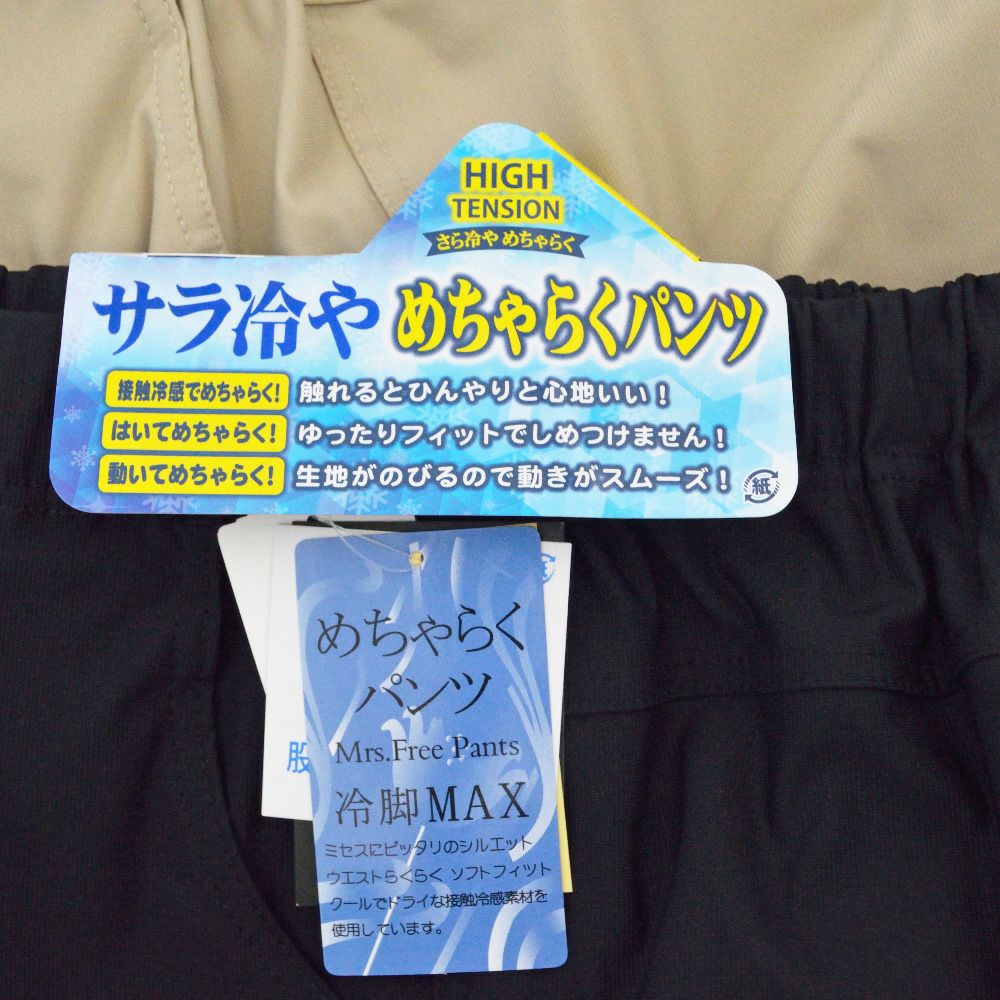 HIGH
TENSION
さら冷や めちゃらく
サラ冷や めちゃらくパンツ
接触冷感でめちゃらく! 触れるとひんやりと心地いい!
はいてめちゃらく! ゆったりフィットでしめつけません!
動いてめちゃらく! 生地がのびるので動きがスムーズ!
紙
めちゃらく
パンツ
Mrs.Free Pants
股
冷脚MAX
ミセスにピッタリのシルエット
ウエストらくらく ソフトフィット
クールでドライな接触冷感素材を
使用しています。